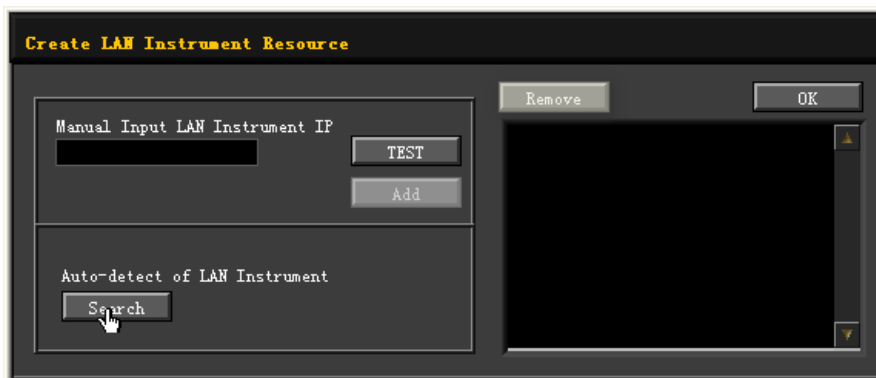 Create LAN Instrument Resource
Remove
OK
Manual Input LAN Instrument IP
TEST
Add
Auto-detect of LAN Instrument
Search